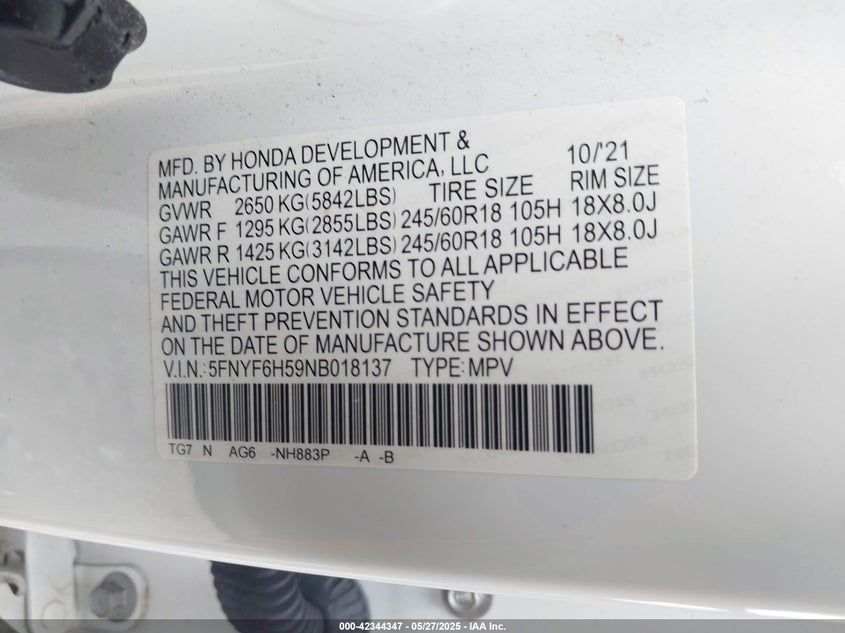 MFD. BY HONDA DEVELOPMENT & 10/'21
MANUFACTURING OF AMERICA, LLC
GVWR 2650 KG(5842LBS) TIRE SIZE RIM SIZE
GAWR F 1295 KG(2855LBS) 245/60R18 105H 18X8.0J
GAWR R 1425 KG(3142LBS) 245/60R18 105H 18X8.0J
THIS VEHICLE CONFORMS TO ALL APPLICABLE
FEDERAL MOTOR VEHICLE SAFETY
AND THEFT PREVENTION STANDARDS IN EFFECT
ON THE DATE OF MANUFACTURE SHOWN ABOVE.
V.I.N.:5FNYF6H59NB018137 TYPE:MPV
TG7 N AG6 -NH883P -A -B
000-42344347 / 05/27/2025 - IAA Inc.